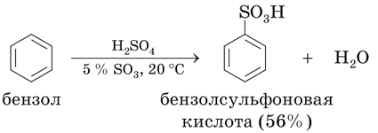 SO₃H
H₂SO₄
5 % SO₃, 20 °C
+ H₂O
бензол
бензолсульфоновая
кислота (56%)